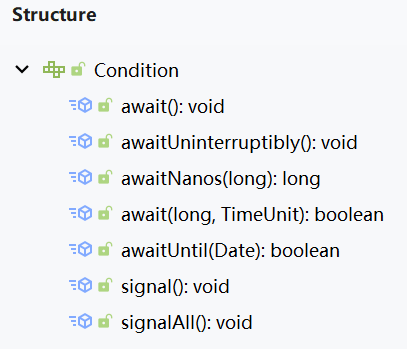 Structure
Condition
await(): void
awaitUninterruptibly(): void
awaitNanos(long): long
await(long, TimeUnit): boolean
awaitUntil(Date): boolean
signal(): void
signalAll(): void